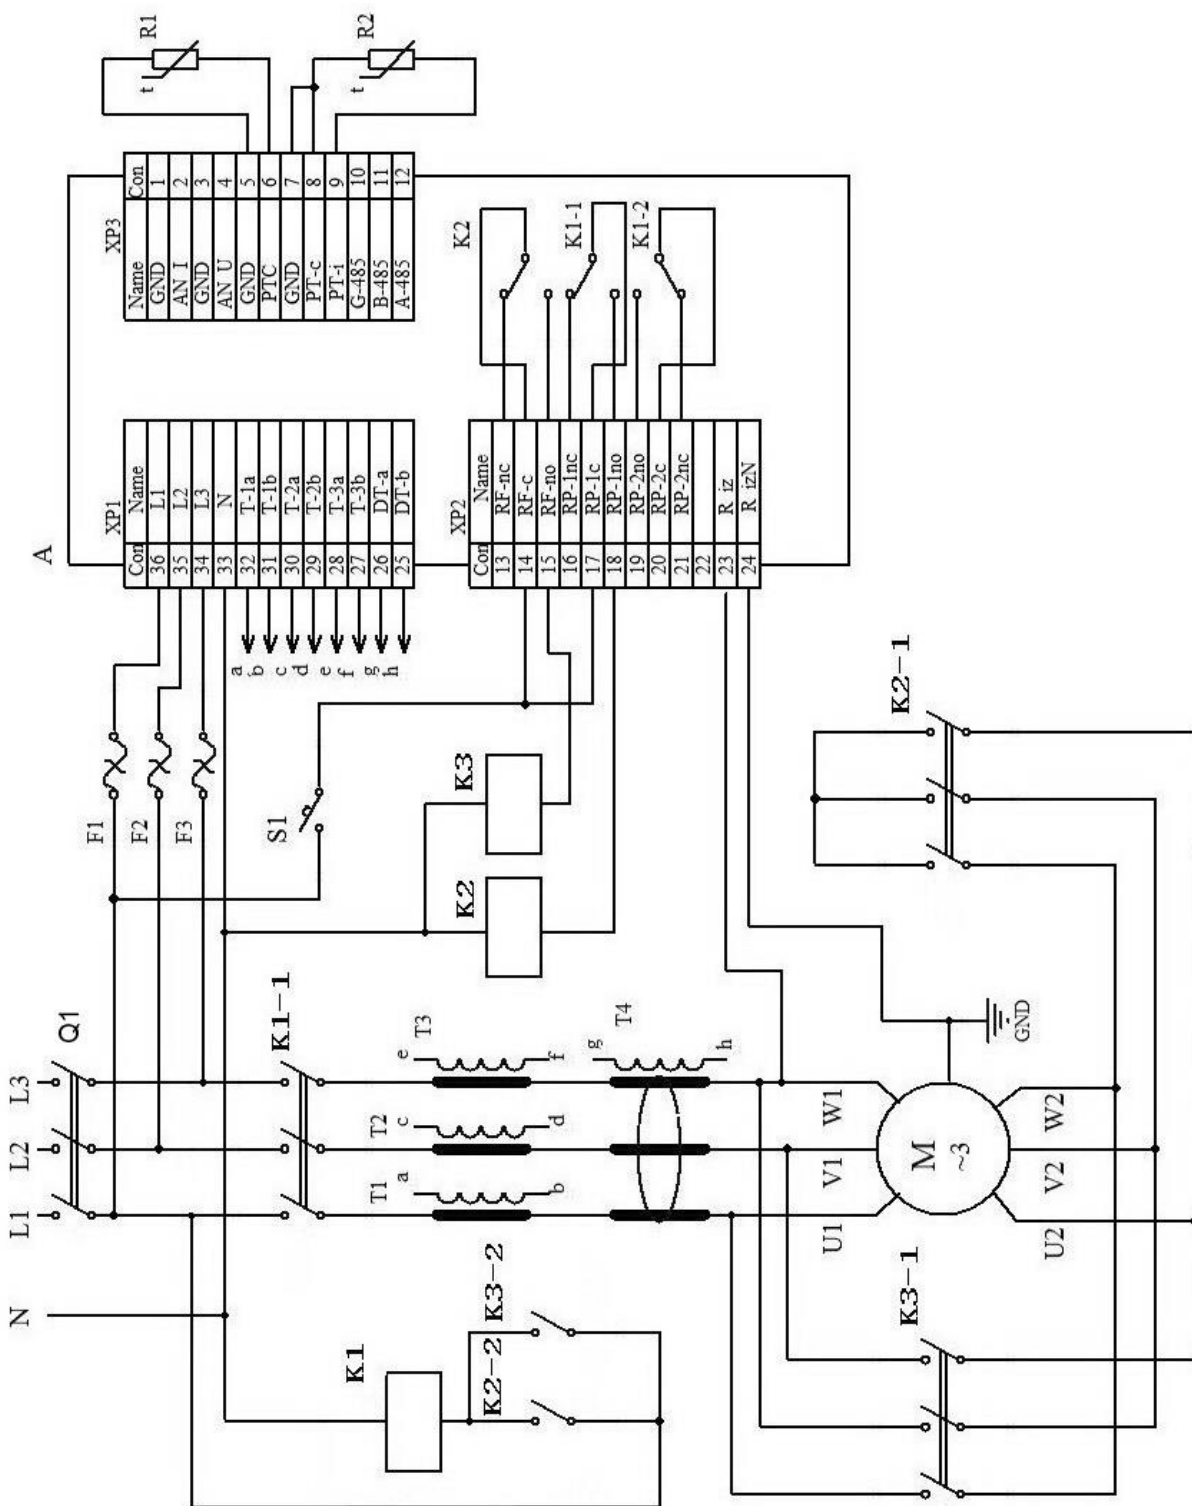 A
R1
t
R2
t
XP3
Name Con
GND 1
AN I 2
GND 3
AN U 4
GND 5
PTC 6
GND 7
PT-c 8
PT-i 9
G-485 10
B-485 11
A-485 12
XP1
Con Name
36 L1
35 L2
34 L3
33 N
32 T-1a
31 T-1b
30 T-2a
29 T-2b
28 T-3a
27 T-3b
26 DT-a
25 DT-b
XP2
Con Name
13 RF-nc
14 RF-c
15 RF-no
16 RP-1nc
17 RP-1c
18 RP-1no
19 RP-2no
20 RP-2c
21 RP-2nc
22
23 R iz
24 R izN
K2
K1-1
K1-2
a
b
c
d
e
f
g
h
F1
F2
F3
S1
K3
K2
K2-1
L3
L2
L1
N
Q1
K1-1
T3
e
f
T2
c
d
T1
a
b
T4
g
h
GND
W1
V1
U1
M
~3
W2
V2
U2
K1
K2-2
K3-2
K3-1